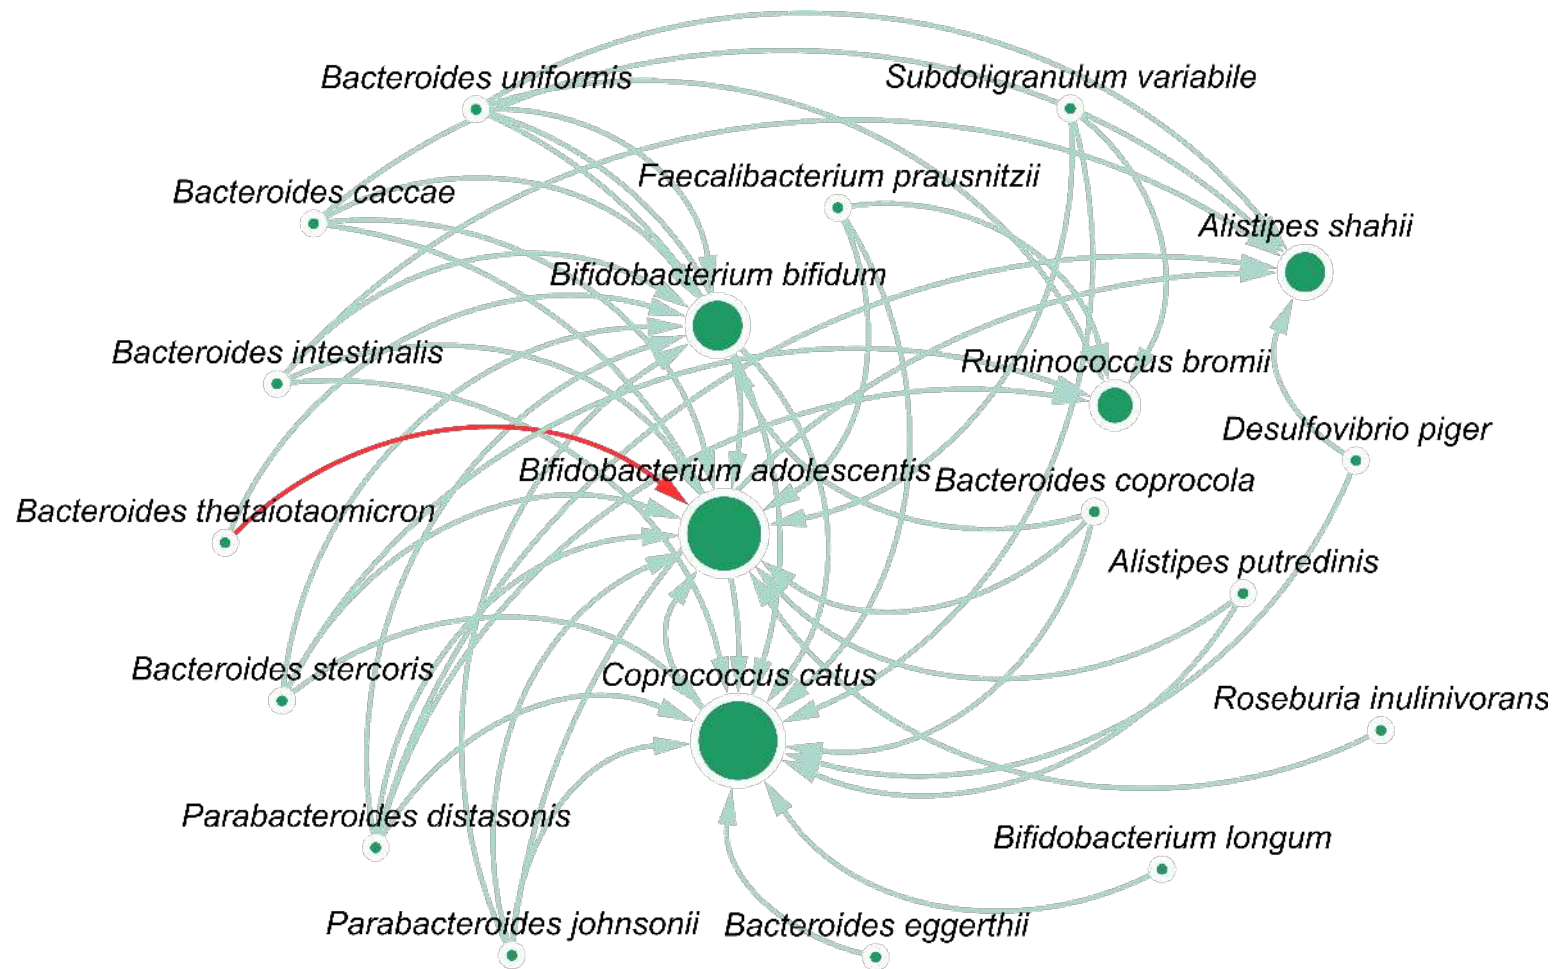 Bacteroides uniformis
Subdoligranulum variabile
Bacteroides caccae
Faecalibacterium prausnitzii
Alistipes shahii
Bifidobacterium bifidum
Bacteroides intestinalis
Ruminococcus bromii
Desulfovibrio piger
Bifidobacterium adolescentis
Bacteroides coprocola
Bacteroides thetaiotaomicron
Alistipes putredinis
Bacteroides stercoris
Coprococcus catus
Roseburia inulinivorans
Parabacteroides distasonis
Bifidobacterium longum
Parabacteroides johnsonii
Bacteroides eggerthii